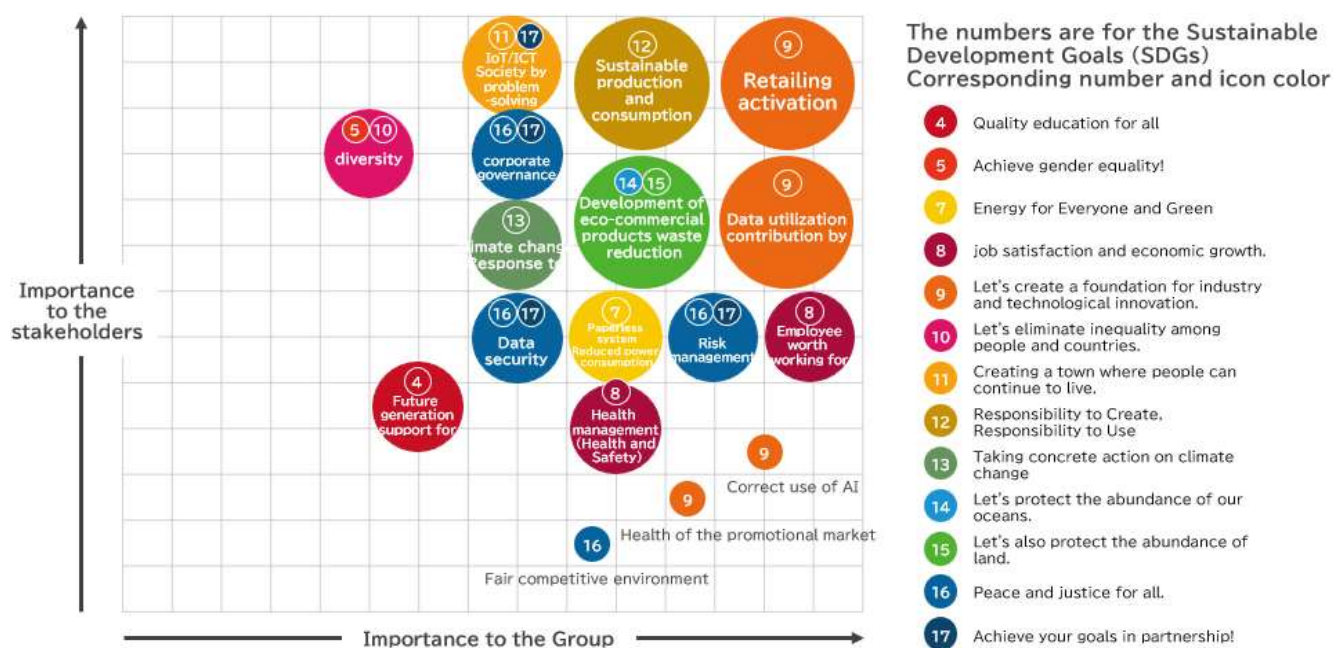 11 17
IoT/ICT
Society by
problem
-solving
12
Sustainable
production
and
consumption
9
Retailing
activation
5 10
diversity
16 17
corporate
governance
14 15
Development of
eco-commercial
products waste
reduction
9
Data utilization
contribution by
13
limate chang
Response to
16 17
Data
security
7
Paperless
system
Reduced power
consumption
16 17
Risk
management
8
Employee
worth
working for
4
Future
generation
support for
8
Health
management
(Health and
Safety)
9
Correct use of AI
9
Health of the promotional market
16
Fair competitive environment
Importance
to the
stakeholders
Importance to the Group
The numbers are for the Sustainable
Development Goals (SDGs)
Corresponding number and icon color
4 Quality education for all
5 Achieve gender equality!
7 Energy for Everyone and Green
8 job satisfaction and economic growth.
9 Let's create a foundation for industry
and technological innovation.
10 Let's eliminate inequality among
people and countries.
11 Creating a town where people can
continue to live.
12 Responsibility to Create,
Responsibility to Use
13 Taking concrete action on climate
change
14 Let's protect the abundance of our
oceans.
15 Let's also protect the abundance of
land.
16 Peace and justice for all.
17 Achieve your goals in partnership!